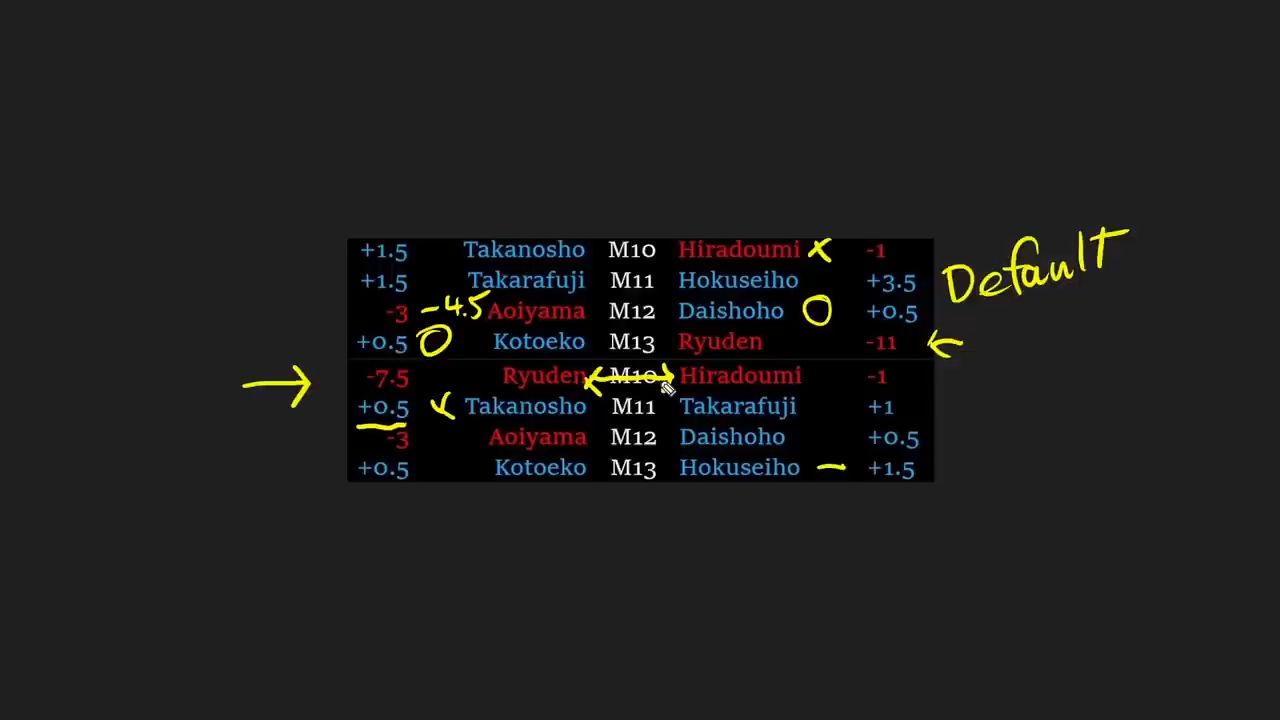 +1.5 Takanosho M10 Hiradoumi x -1
+1.5 Takarafuji M11 Hokuseiho +3.5
-3 -4.5 Aoiyama M12 Daishoho O +0.5
+0.5 O Kotoeko M13 Ryuden -11
Default
-7.5 Ryuden M10 Hiradoumi -1
+0.5 Takanosho M11 Takarafuji +1
-3 Aoiyama M12 Daishoho +0.5
+0.5 Kotoeko M13 Hokuseiho - +1.5